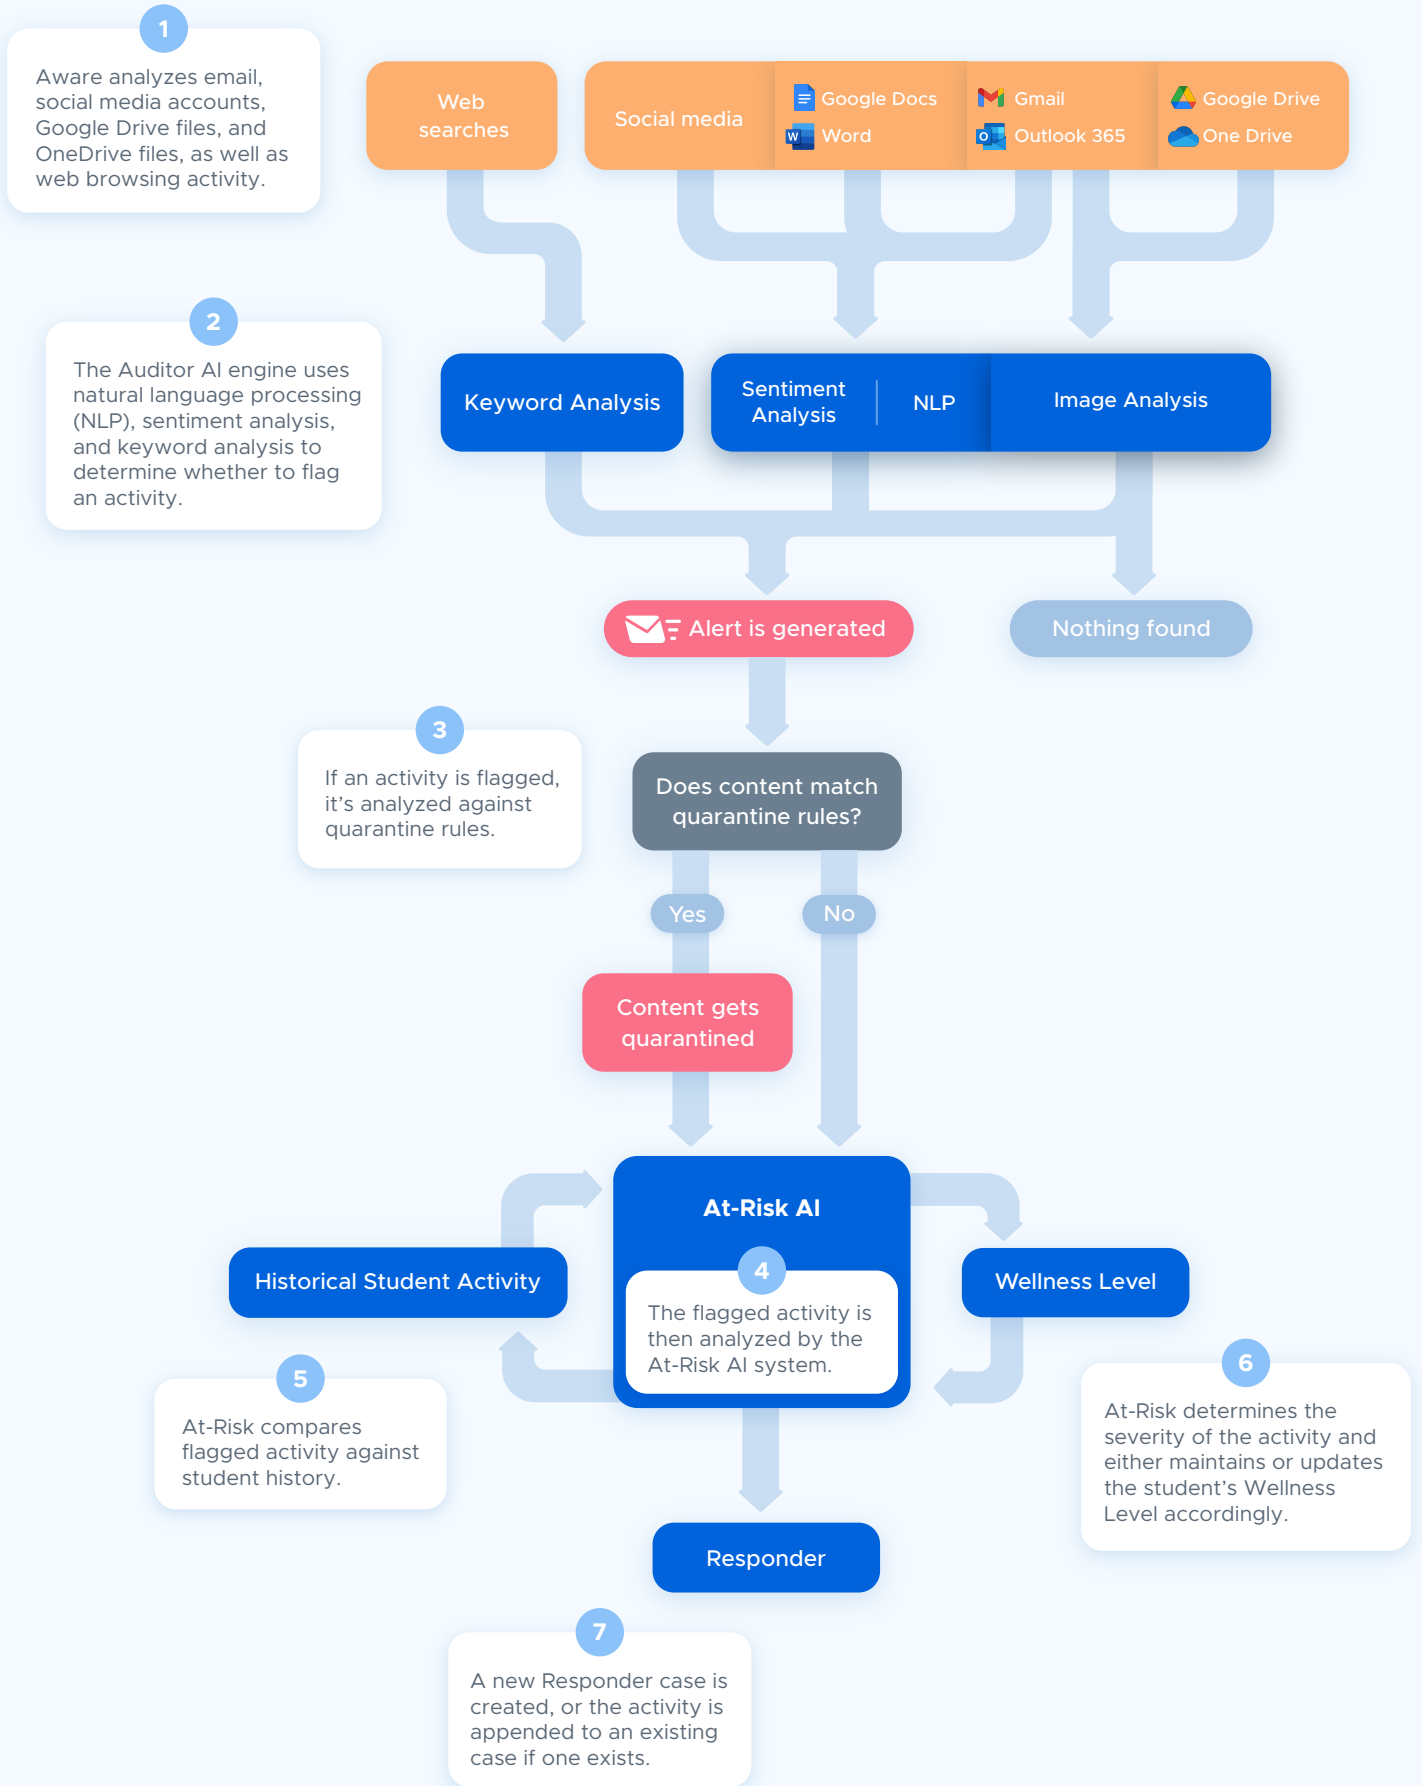 1
Aware analyzes email,
social media accounts,
Google Drive files, and
OneDrive files, as well as
web browsing activity.
Web
searches
Social media
Google Docs
Word
Gmail
Outlook 365
Google Drive
One Drive
2
The Auditor AI engine uses
natural language processing
(NLP), sentiment analysis,
and keyword analysis to
determine whether to flag
an activity.
Keyword Analysis
Sentiment
Analysis
NLP
Image Analysis
Alert is generated
Nothing found
3
If an activity is flagged,
it’s analyzed against
quarantine rules.
Does content match
quarantine rules?
Yes
No
Content gets
quarantined
At-Risk AI
4
The flagged activity is
then analyzed by the
At-Risk AI system.
Historical Student Activity
Wellness Level
5
At-Risk compares
flagged activity against
student history.
6
At-Risk determines the
severity of the activity and
either maintains or updates
the student’s Wellness
Level accordingly.
Responder
7
A new Responder case is
created, or the activity is
appended to an existing
case if one exists.